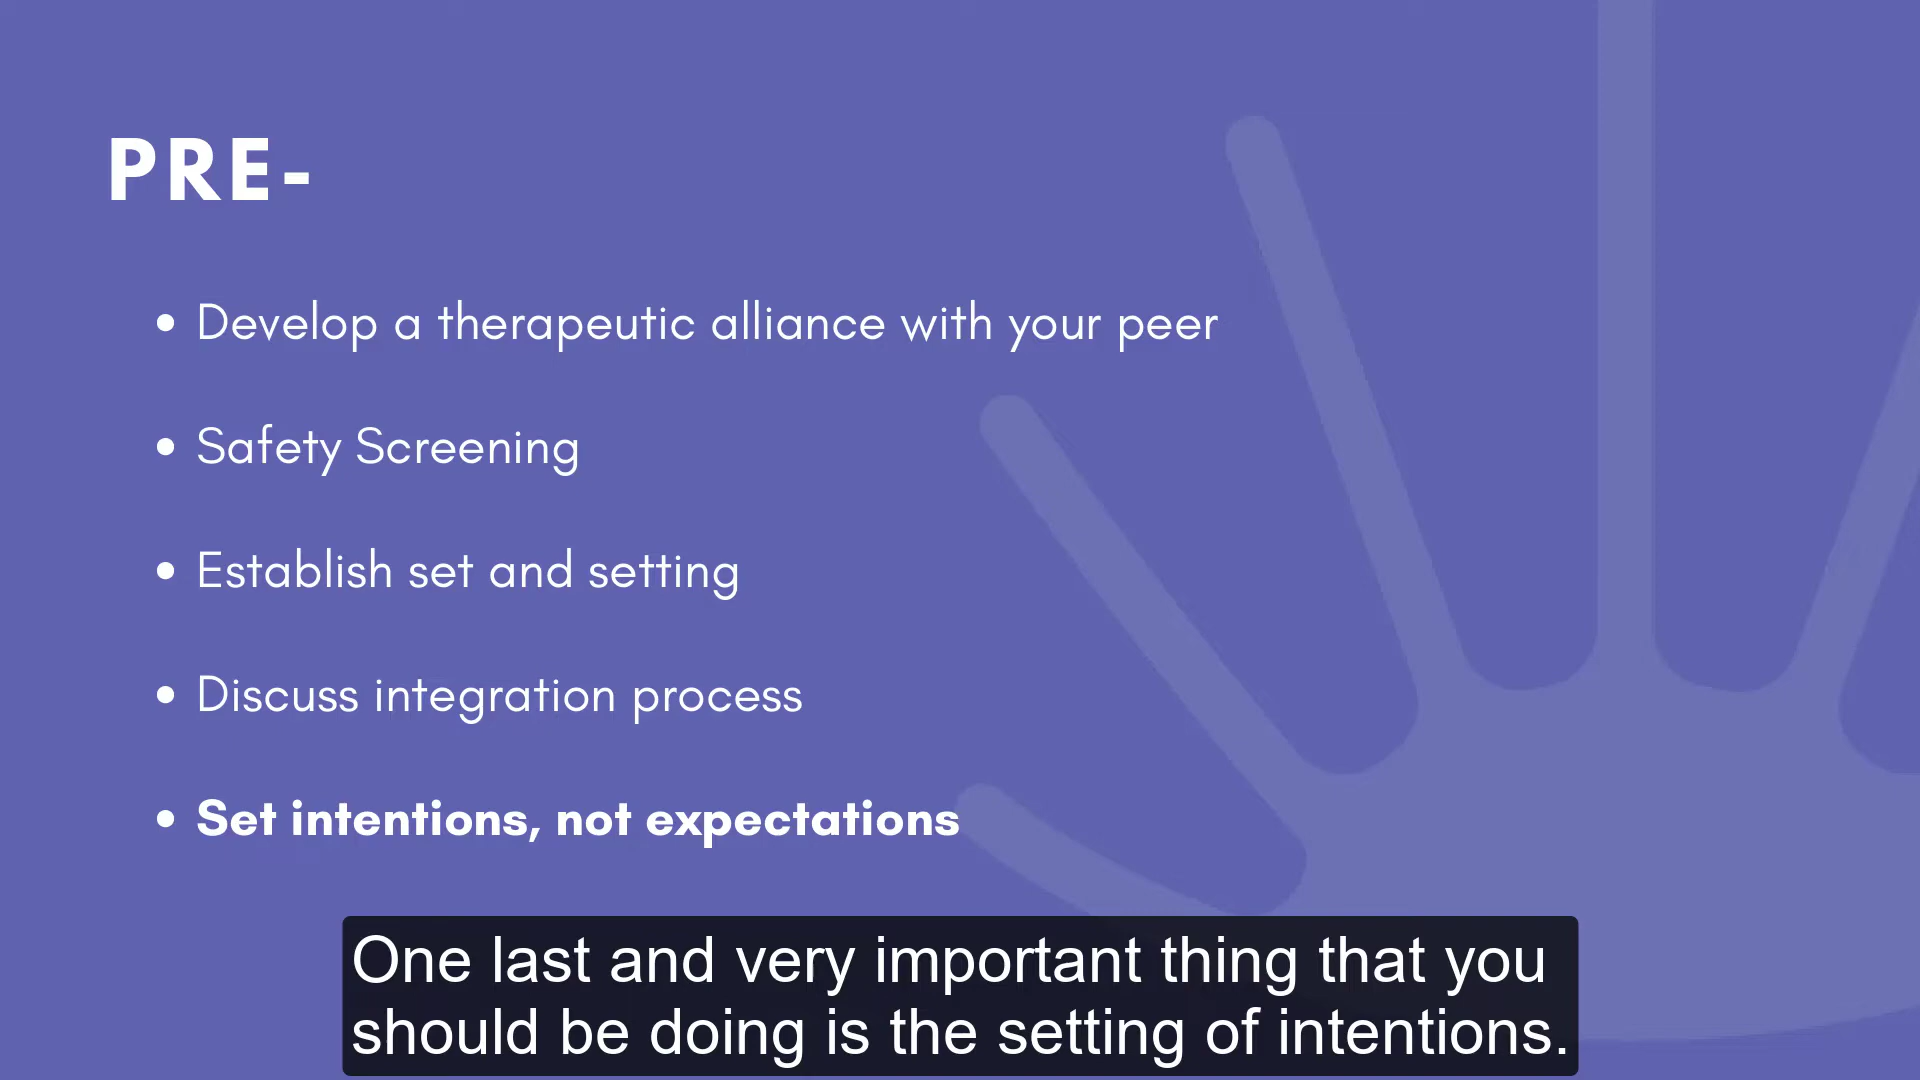 PRE-
• Develop a therapeutic alliance with your peer
• Safety Screening
• Establish set and setting
• Discuss integration process
• Set intentions, not expectations
One last and very important thing that you
should be doing is the setting of intentions.